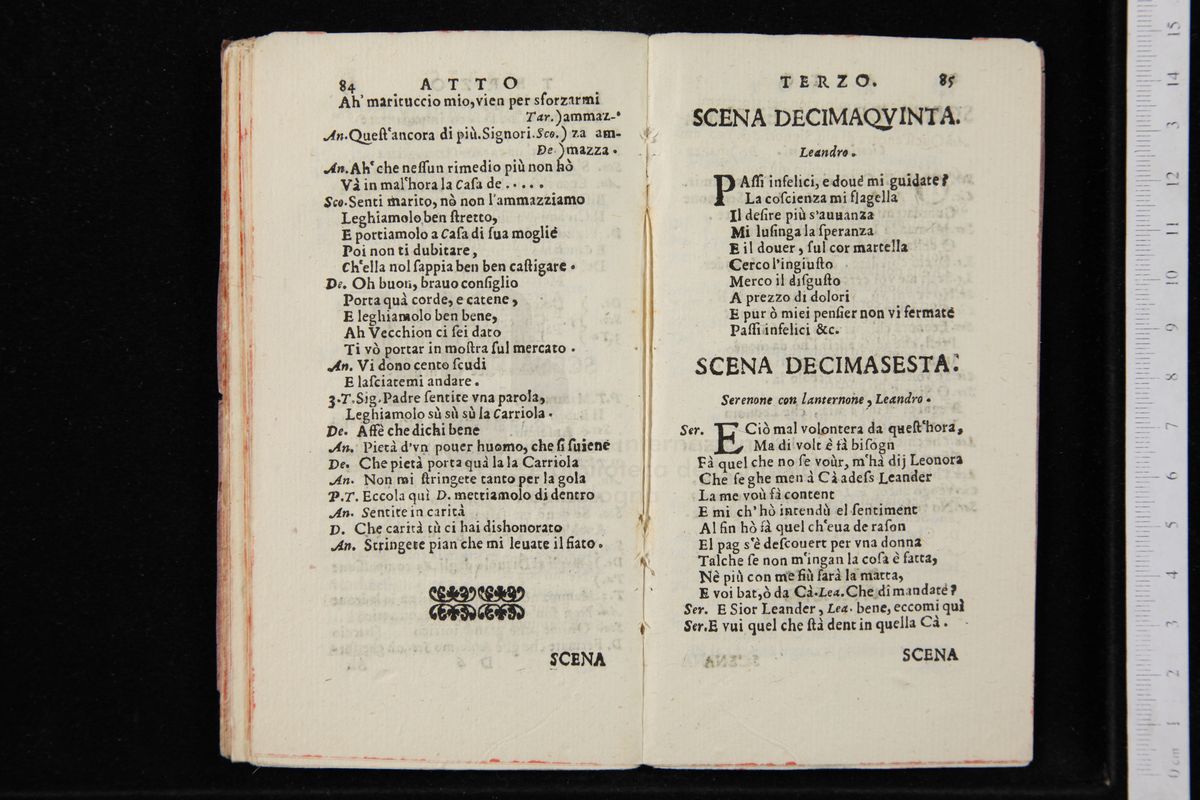 84 ATTO
Ah' marituccio mio, vien per sforzarmi
Tar.) ammaz-
An. Quest'ancora di più. Signori. Sco.) za am-
De.) mazza.
An. Ah' che nessun rimedio più non hò
Và in mal'hora la Casa de . . . . .
Sco. Senti marito, nò non l'ammazziamo
Leghiamolo ben stretto,
E portiamolo a Casa di sua moglié
Poi non ti dubitare,
Ch'ella nol sappia ben ben castigare.
De. Oh buon, brauo consiglio
Porta quà corde, e catene,
E leghiamolo ben bene,
Ah Vecchion ci sei dato
Ti vò portar in mostra sul mercato.
An. Vi dono cento scudi
E lasciatemi andare.
3. T. Sig. Padre sentite vna parola,
Leghiamolo sù sù sù la Carriola.
De. Affè che dichi bene
An. Pietà d'vn pouer huomo, che si suiene
De. Che pietà porta quà la la Carriola
An. Non mi stringete tanto per la gola
P. T. Eccola quì D. mettiamolo di dentro
An. Sentite in carità
D. Che carità tù ci hai dishonorato
An. Stringete pian che mi leuate il fiato.
SCENA
TERZO. 85
SCENA DECIMAQVINTA.
Leandro.
PAssi infelici, e doué mi guidate?
La coscienza mi flagella
Il desire più s'auuanza
Mi lusinga la speranza
E il douer, sul cor martella
Cerco l'ingiusto
Merco il disgusto
A prezzo di dolori
E pur ò miei pensier non vi fermaté
Passi infelici &c.
SCENA DECIMASESTA.
Serenone con lanternone, Leandro.
Ser. ECiò mal volontera da quest'hora,
Ma di volt è fà bisogn
Fà quel che no se voùr, m'hà dij Leonora
Che seghe men à Cà adess Leander
La me voù fà content
E mi ch'hò intendù el sentiment
Al fin hò fà quel ch'eua de rason
El pag s'è descouert per vna donna
Talche se non m'ingan la cosa è fatta,
Nè più con me fiù farà la matta,
E voi bat, ò da Cà. Lea. Che dimandaté?
Ser. E Sior Leander, Lea. bene, eccomi quì
Ser. E vui quel che stà dent in quella Cà.
SCENA